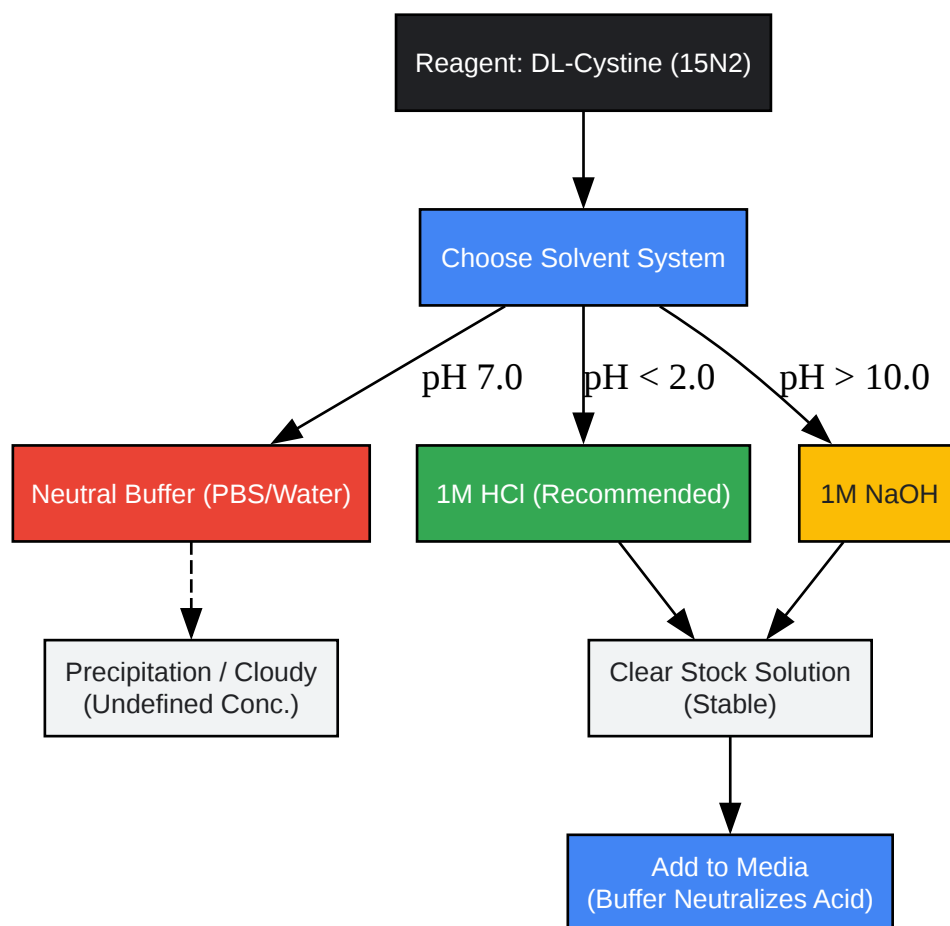 Reagent: DL-Cystine (15N2)
Choose Solvent System
pH 7.0
pH < 2.0
pH > 10.0
Neutral Buffer (PBS/Water)
1M HCl (Recommended)
1M NaOH
Precipitation / Cloudy
(Undefined Conc.)
Clear Stock Solution
(Stable)
Add to Media
(Buffer Neutralizes Acid)